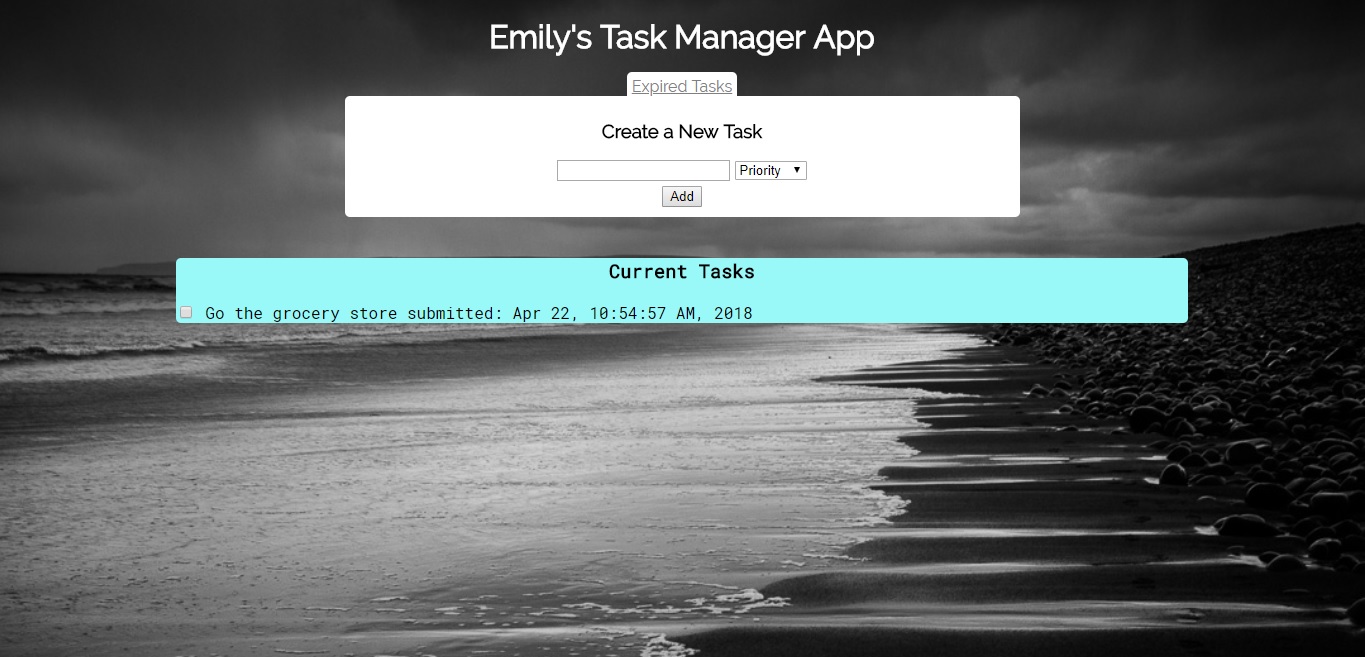 Emily's Task Manager App
Expired Tasks
Create a New Task
Priority
Add
Current Tasks
Go the grocery store submitted: Apr 22, 10:54:57 AM, 2018